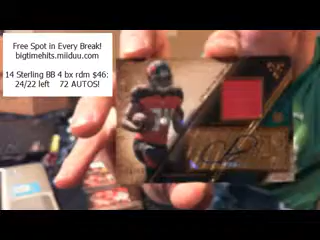 Free Spot in Every Break!
bigtimehits.miiduu.com
14 Sterling BB 4 bx rdm $46:
24/22 left 72 AUTOS!